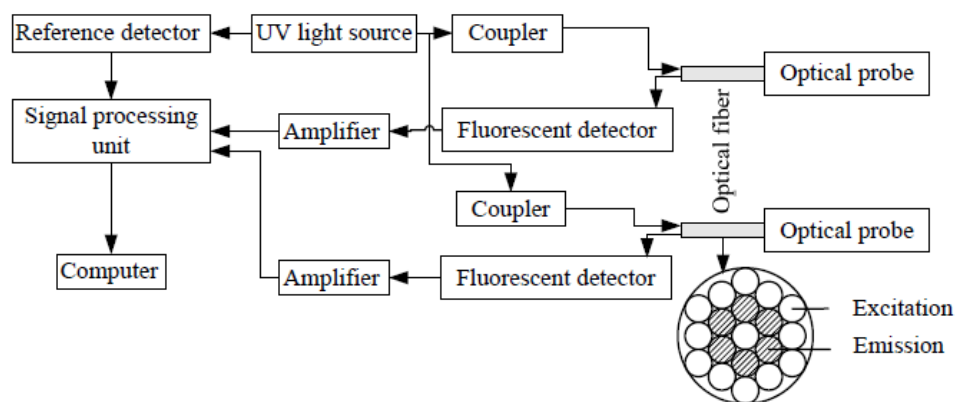 Reference detector
UV light source
Coupler
Optical probe
Signal processing
unit
Amplifier
Fluorescent detector
Optical fiber
Coupler
Optical probe
Computer
Amplifier
Fluorescent detector
Excitation
Emission